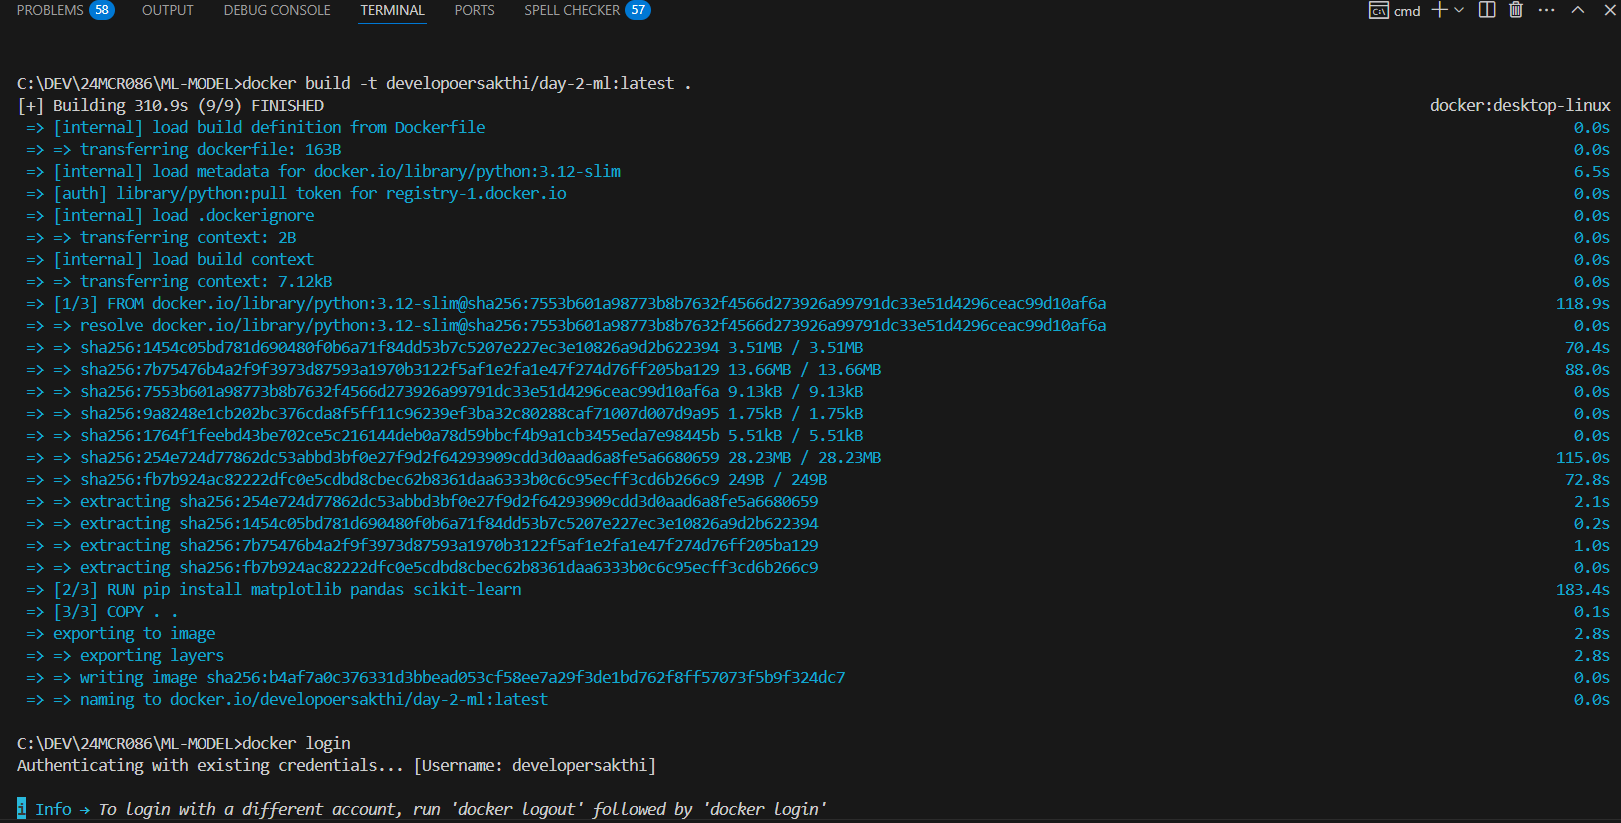 PROBLEMS 58 OUTPUT DEBUG CONSOLE TERMINAL PORTS SPELL CHECKER 57 cmd
C:\DEV\24MCR086\ML-MODEL>docker build -t developoersakthi/day-2-ml:latest .
[+] Building 310.9s (9/9) FINISHED docker:desktop-linux
=> [internal] load build definition from Dockerfile 0.0s
=> => transferring dockerfile: 163B 0.0s
=> [internal] load metadata for docker.io/library/python:3.12-slim 6.5s
=> [auth] library/python:pull token for registry-1.docker.io 0.0s
=> [internal] load .dockerignore 0.0s
=> => transferring context: 2B 0.0s
=> [internal] load build context 0.0s
=> => transferring context: 7.12kB 0.0s
=> [1/3] FROM docker.io/library/python:3.12-slim@sha256:7553b601a98773b8b7632f4566d273926a99791dc33e51d4296ceac99d10af6a 118.9s
=> => resolve docker.io/library/python:3.12-slim@sha256:7553b601a98773b8b7632f4566d273926a99791dc33e51d4296ceac99d10af6a 0.0s
=> => sha256:1454c05bd781d690480f0b6a71f84dd53b7c5207e227ec3e10826a9d2b622394 3.51MB / 3.51MB 70.4s
=> => sha256:7b75476b4a2f9f3973d87593a1970b3122f5af1e2fa1e47f274d76ff205ba129 13.66MB / 13.66MB 88.0s
=> => sha256:7553b601a98773b8b7632f4566d273926a99791dc33e51d4296ceac99d10af6a 9.13kB / 9.13kB 0.0s
=> => sha256:9a8248e1cb202bc376cda8f5ff11c96239ef3ba32c80288caf71007d007d9a95 1.75kB / 1.75kB 0.0s
=> => sha256:1764f1feebd43be702ce5c216144deb0a78d59bbcf4b9a1cb3455eda7e98445b 5.51kB / 5.51kB 0.0s
=> => sha256:254e724d77862dc53abbd3bf0e27f9d2f64293909cdd3d0aad6a8fe5a6680659 28.23MB / 28.23MB 115.0s
=> => sha256:fb7b924ac82222dfc0e5cdbd8cbec62b8361daa6333b0c6c95ecff3cd6b266c9 249B / 249B 72.8s
=> => extracting sha256:254e724d77862dc53abbd3bf0e27f9d2f64293909cdd3d0aad6a8fe5a6680659 2.1s
=> => extracting sha256:1454c05bd781d690480f0b6a71f84dd53b7c5207e227ec3e10826a9d2b622394 0.2s
=> => extracting sha256:7b75476b4a2f9f3973d87593a1970b3122f5af1e2fa1e47f274d76ff205ba129 1.0s
=> => extracting sha256:fb7b924ac82222dfc0e5cdbd8cbec62b8361daa6333b0c6c95ecff3cd6b266c9 0.0s
=> [2/3] RUN pip install matplotlib pandas scikit-learn 183.4s
=> [3/3] COPY . . 0.1s
=> exporting to image 2.8s
=> => exporting layers 2.8s
=> => writing image sha256:b4af7a0c376331d3bbead053cf58ee7a29f3de1bd762f8ff57073f5b9f324dc7 0.0s
=> => naming to docker.io/developoersakthi/day-2-ml:latest 0.0s
C:\DEV\24MCR086\ML-MODEL>docker login
Authenticating with existing credentials... [Username: developersakthi]
i Info → To login with a different account, run 'docker logout' followed by 'docker login'